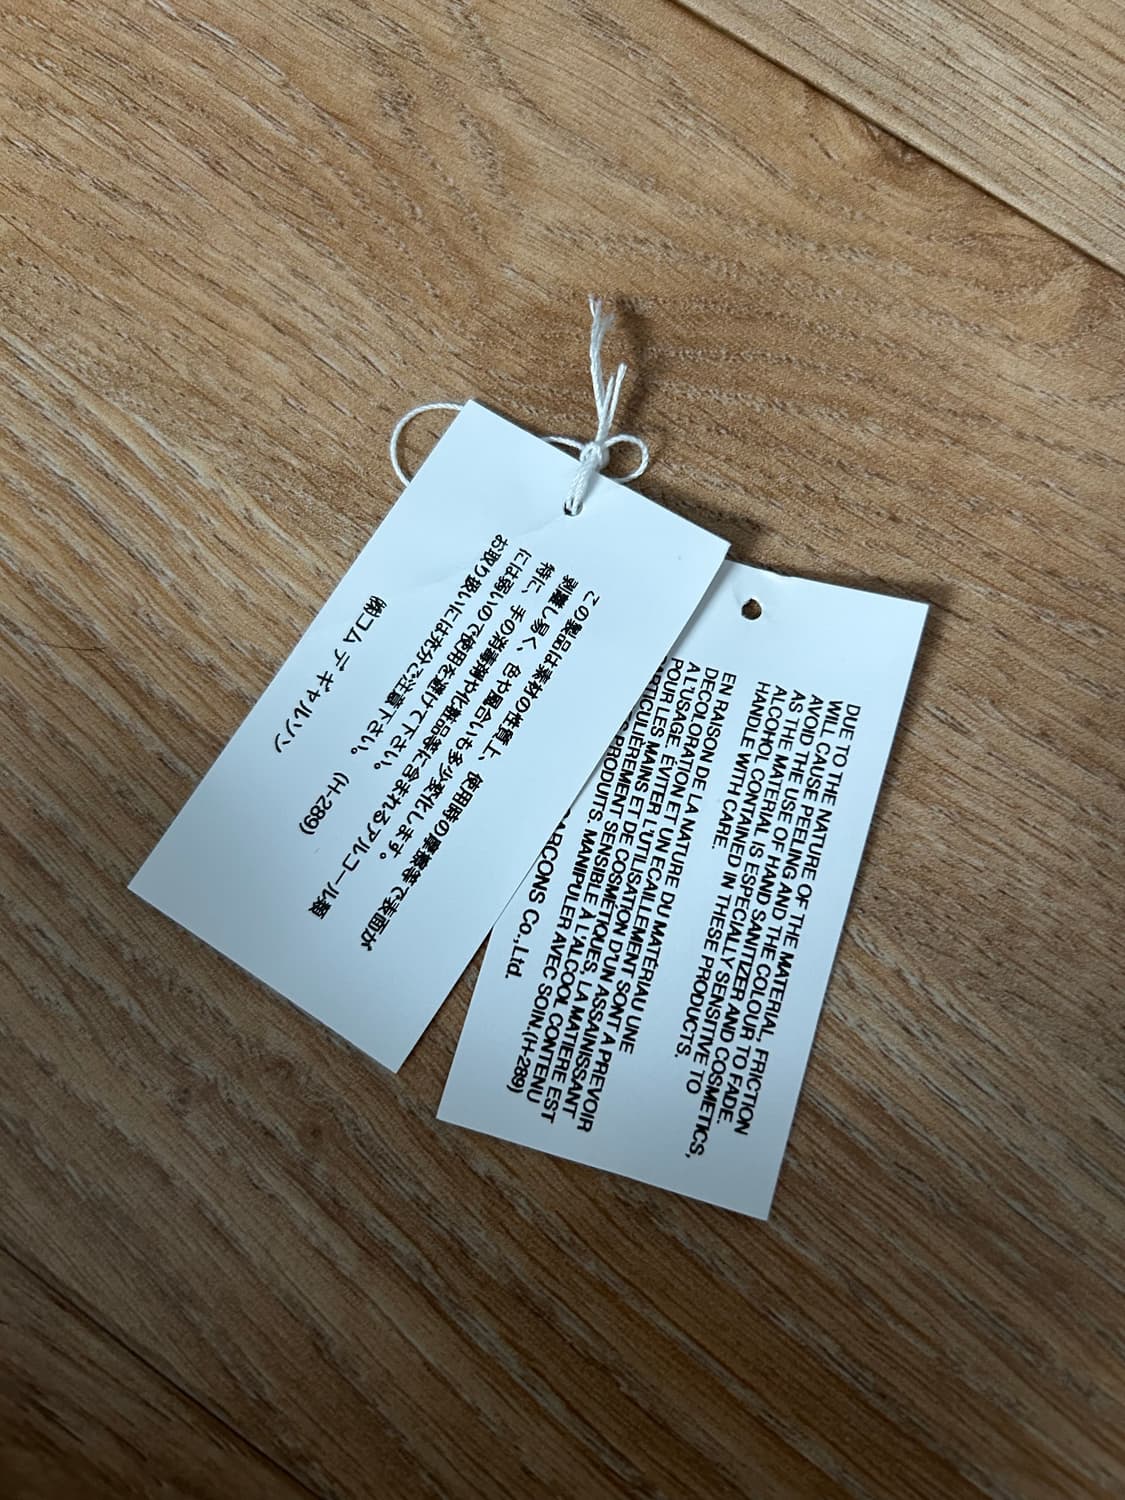 この製品は素材の性質上、使用時の摩擦等で表面が
剥離し易く、色や風合いも多少変化します。
特に、手の消毒剤や化粧品等に含まれるアルコール類
には弱いので使用を避けて下さい。
お取り扱いには充分ご注意下さい。
㈱コム デ ギャルソン (H-289)
DUE TO THE NATURE OF THE MATERIAL, FRICTION
WILL CAUSE PEELING AND THE COLOUR TO FADE.
AVOID THE USE OF HAND SANITIZER AND COSMETICS,
AS THE MATERIAL IS ESPECIALLY SENSITIVE TO
ALCOHOL CONTAINED IN THESE PRODUCTS.
HANDLE WITH CARE.
EN RAISON DE LA NATURE DU MATERIAU UNE
DECOLORATION ET UN ECAILLEMENT SONT A PREVOIR
A L'USAGE. ÉVITER L'UTILISATION D'UN ASSAINISSANT
POUR LES MAINS ET DE COSMETIQUES, LA MATIERE EST
PARTICULIÈREMENT SENSIBLE A L'ALCOOL CONTENU
PRODUITS. MANIPULER AVEC SOIN.(H-289)
GARCONS Co.,Ltd.